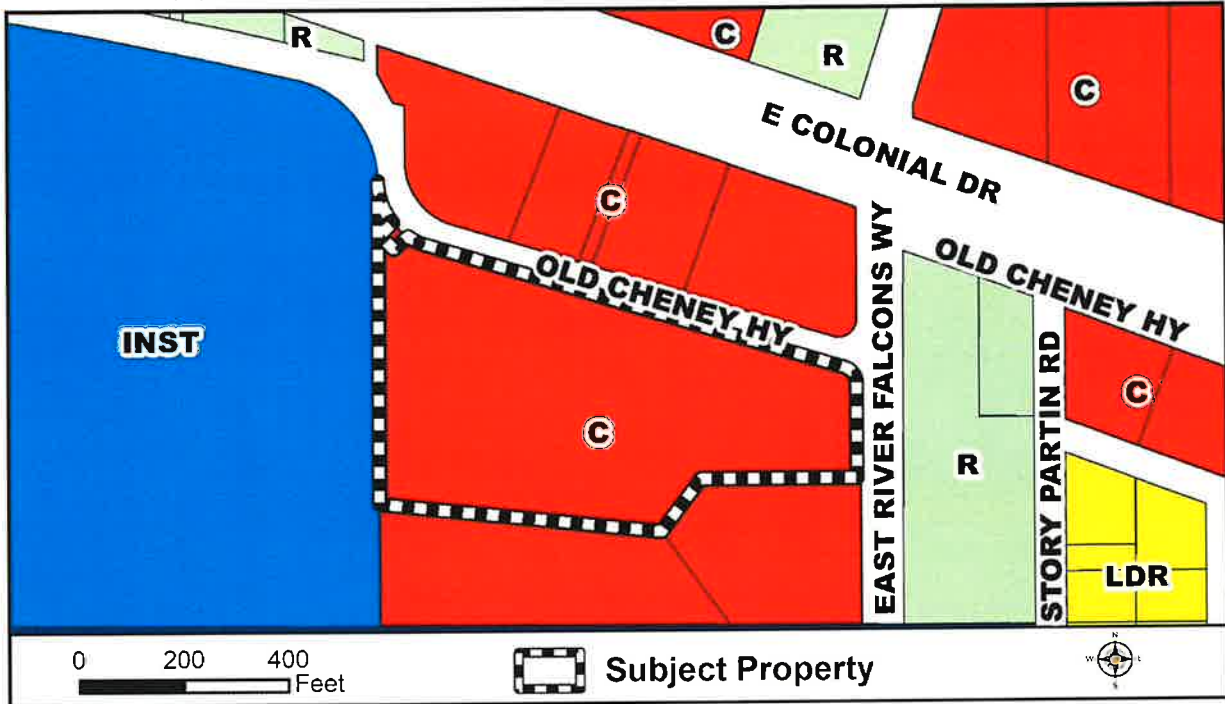 R
C
R
C
E COLONIAL DR
C
OLD CHENEY HY
EAST RIVER FALCONS WY
OLD CHENEY HY
INST
C
C
R
STORY PARTIN RD
LDR
0 200 400
Feet
Subject Property
N
W
S